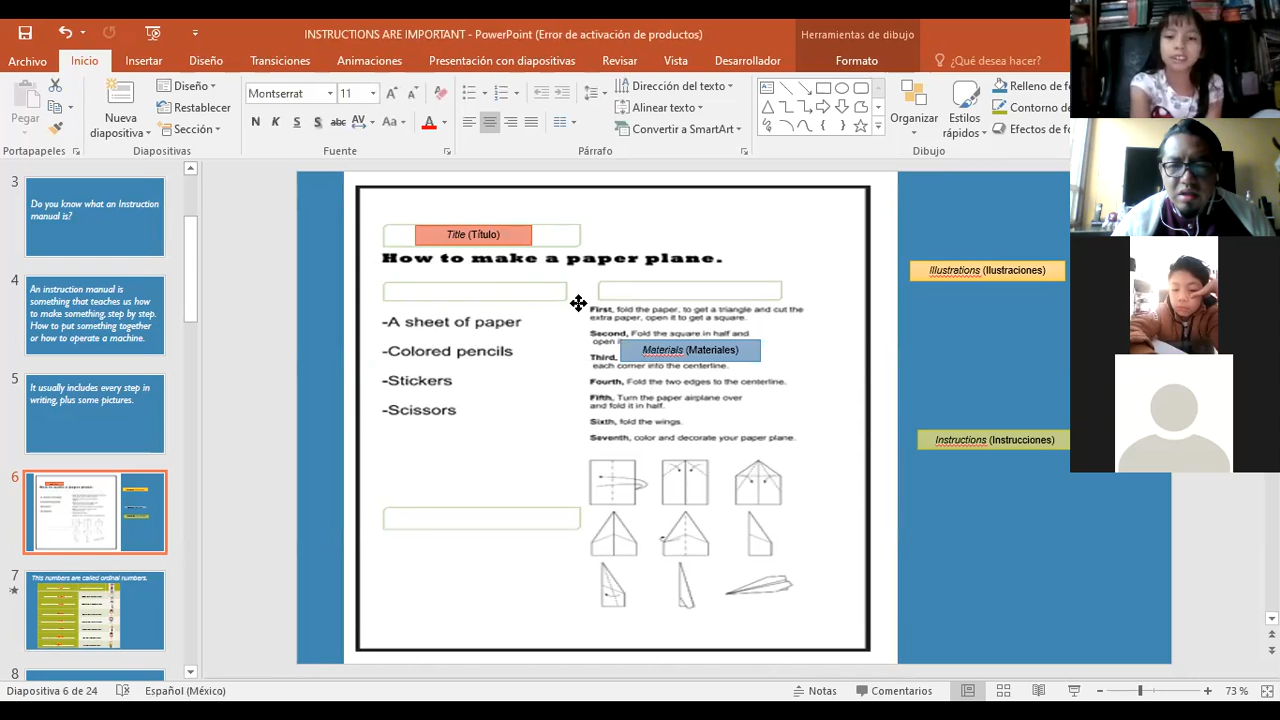 INSTRUCTIONS ARE IMPORTANT - PowerPoint (Error de activación de productos)
Herramientas de dibujo
Archivo
Inicio
Insertar
Diseño
Transiciones
Animaciones
Presentación con diapositivas
Revisar
Vista
Desarrollador
Formato
¿Qué desea hacer?
Pegar
Nueva
diapositiva
Diseño
Restablecer
Sección
Montserrat
11
N K S abc AV Aa A
Dirección del texto
Alinear texto
Convertir a SmartArt
Organizar
Estilos
rápidos
Relleno de f
Contorno de
Efectos de fo
Portapapeles
Diapositivas
Fuente
Párrafo
Dibujo
3
Do you know what an Instruction
manual is?
4
An instruction manual is
something that teaches us how
to make something, step by step.
How to put something together
or how to operate a machine.
5
It usually includes every step in
writing, plus some pictures.
6
7
This numbers are called ordinal numbers.
8
Title (Título)
How to make a paper plane.
-A sheet of paper
-Colored pencils
-Stickers
-Scissors
First, fold the paper, to get a triangle and cut the
extra paper, open it to get a square.
Second, Fold the square in half and
open i
Materials (Materiales)
Third,
each corner into the centerline.
Fourth, Fold the two edges to the centerline.
Fifth, Turn the paper airplane over
and fold it in half.
Sixth, fold the wings.
Seventh, color and decorate your paper plane.
Illustrations (Ilustraciones)
Instructions (Instrucciones)
Diapositiva 6 de 24
Español (México)
Notas
Comentarios
73 %